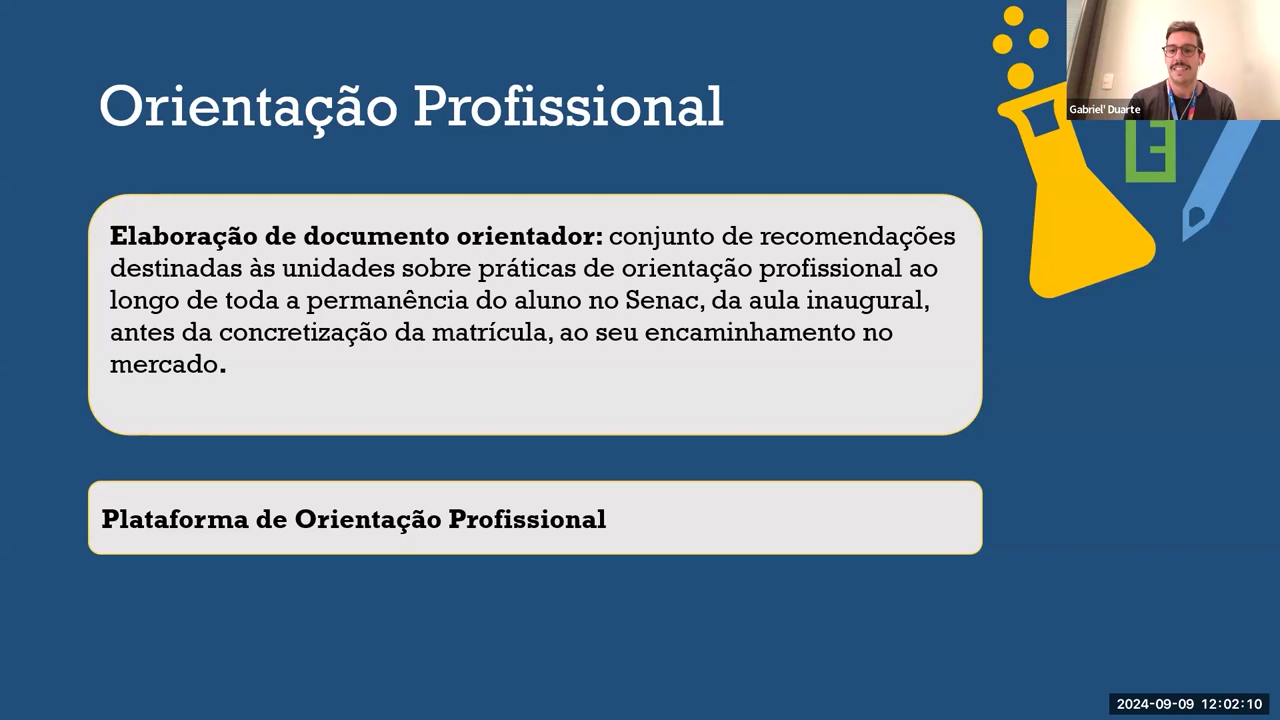 Orientação Profissional
Gabriel' Duarte
Elaboração de documento orientador: conjunto de recomendações
destinadas às unidades sobre práticas de orientação profissional ao
longo de toda a permanência do aluno no Senac, da aula inaugural,
antes da concretização da matrícula, ao seu encaminhamento no
mercado.
Plataforma de Orientação Profissional
2024-09-09 12:02:10